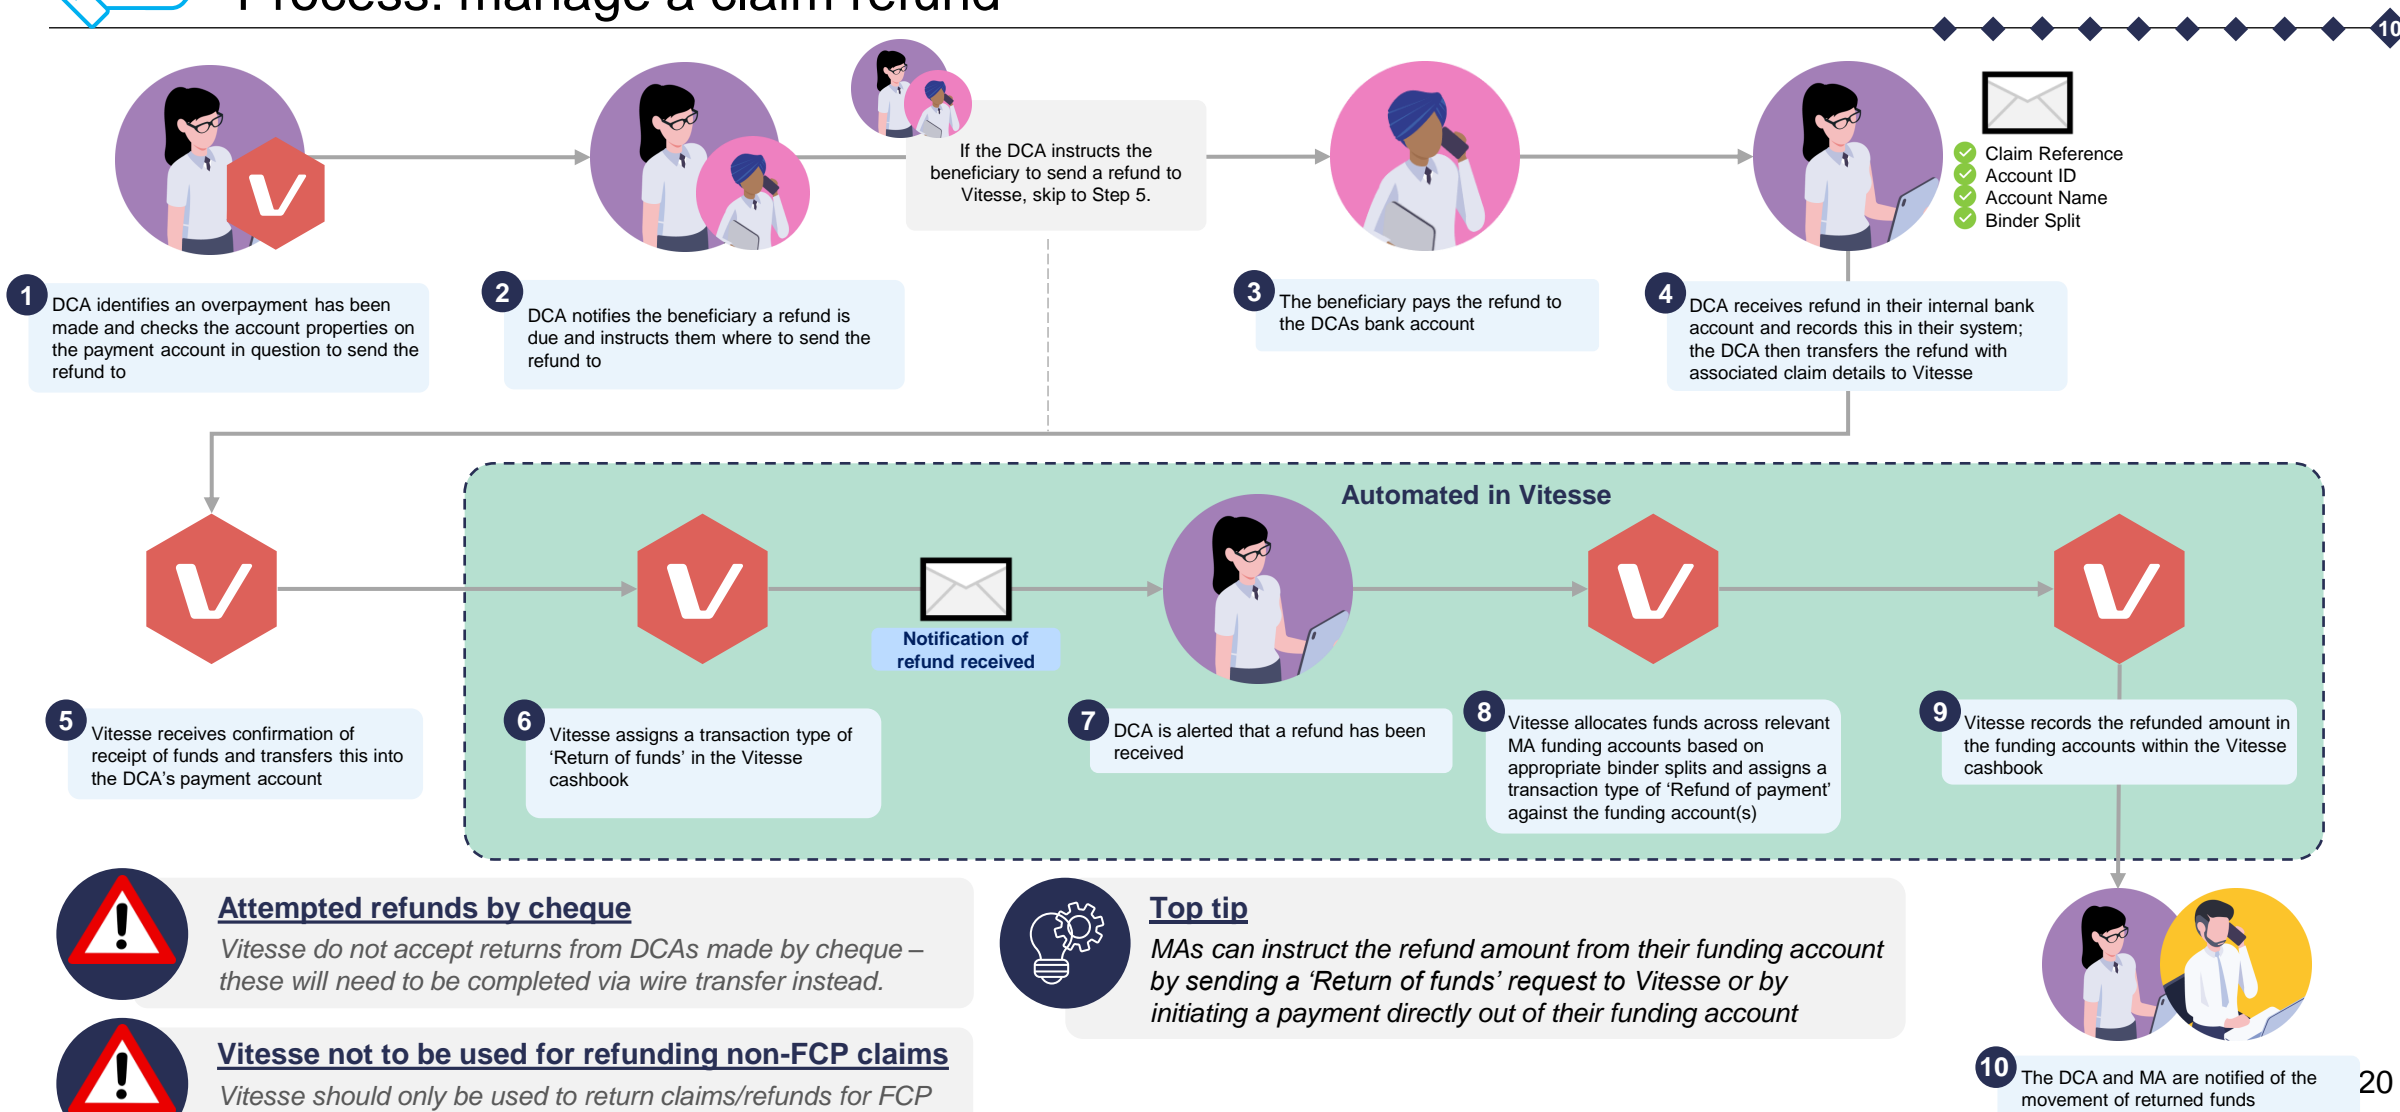 Process: manage a claim refund
10
If the DCA instructs the
beneficiary to send a refund to
Vitesse, skip to Step 5.
Claim Reference
Account ID
Account Name
Binder Split
1
DCA identifies an overpayment has been
made and checks the account properties on
the payment account in question to send the
refund to
2
DCA notifies the beneficiary a refund is
due and instructs them where to send the
refund to
3
The beneficiary pays the refund to
the DCAs bank account
4
DCA receives refund in their internal bank
account and records this in their system;
the DCA then transfers the refund with
associated claim details to Vitesse
Automated in Vitesse
Notification of
refund received
5
Vitesse receives confirmation of
receipt of funds and transfers this into
the DCA's payment account
6
Vitesse assigns a transaction type of
‘Return of funds’ in the Vitesse
cashbook
7
DCA is alerted that a refund has been
received
8
Vitesse allocates funds across relevant
MA funding accounts based on
appropriate binder splits and assigns a
transaction type of ‘Refund of payment’
against the funding account(s)
9
Vitesse records the refunded amount in
the funding accounts within the Vitesse
cashbook
Attempted refunds by cheque
Vitesse do not accept returns from DCAs made by cheque –
these will need to be completed via wire transfer instead.
Top tip
MAs can instruct the refund amount from their funding account
by sending a ‘Return of funds’ request to Vitesse or by
initiating a payment directly out of their funding account
Vitesse not to be used for refunding non-FCP claims
Vitesse should only be used to return claims/refunds for FCP
10
The DCA and MA are notified of the
movement of returned funds
20